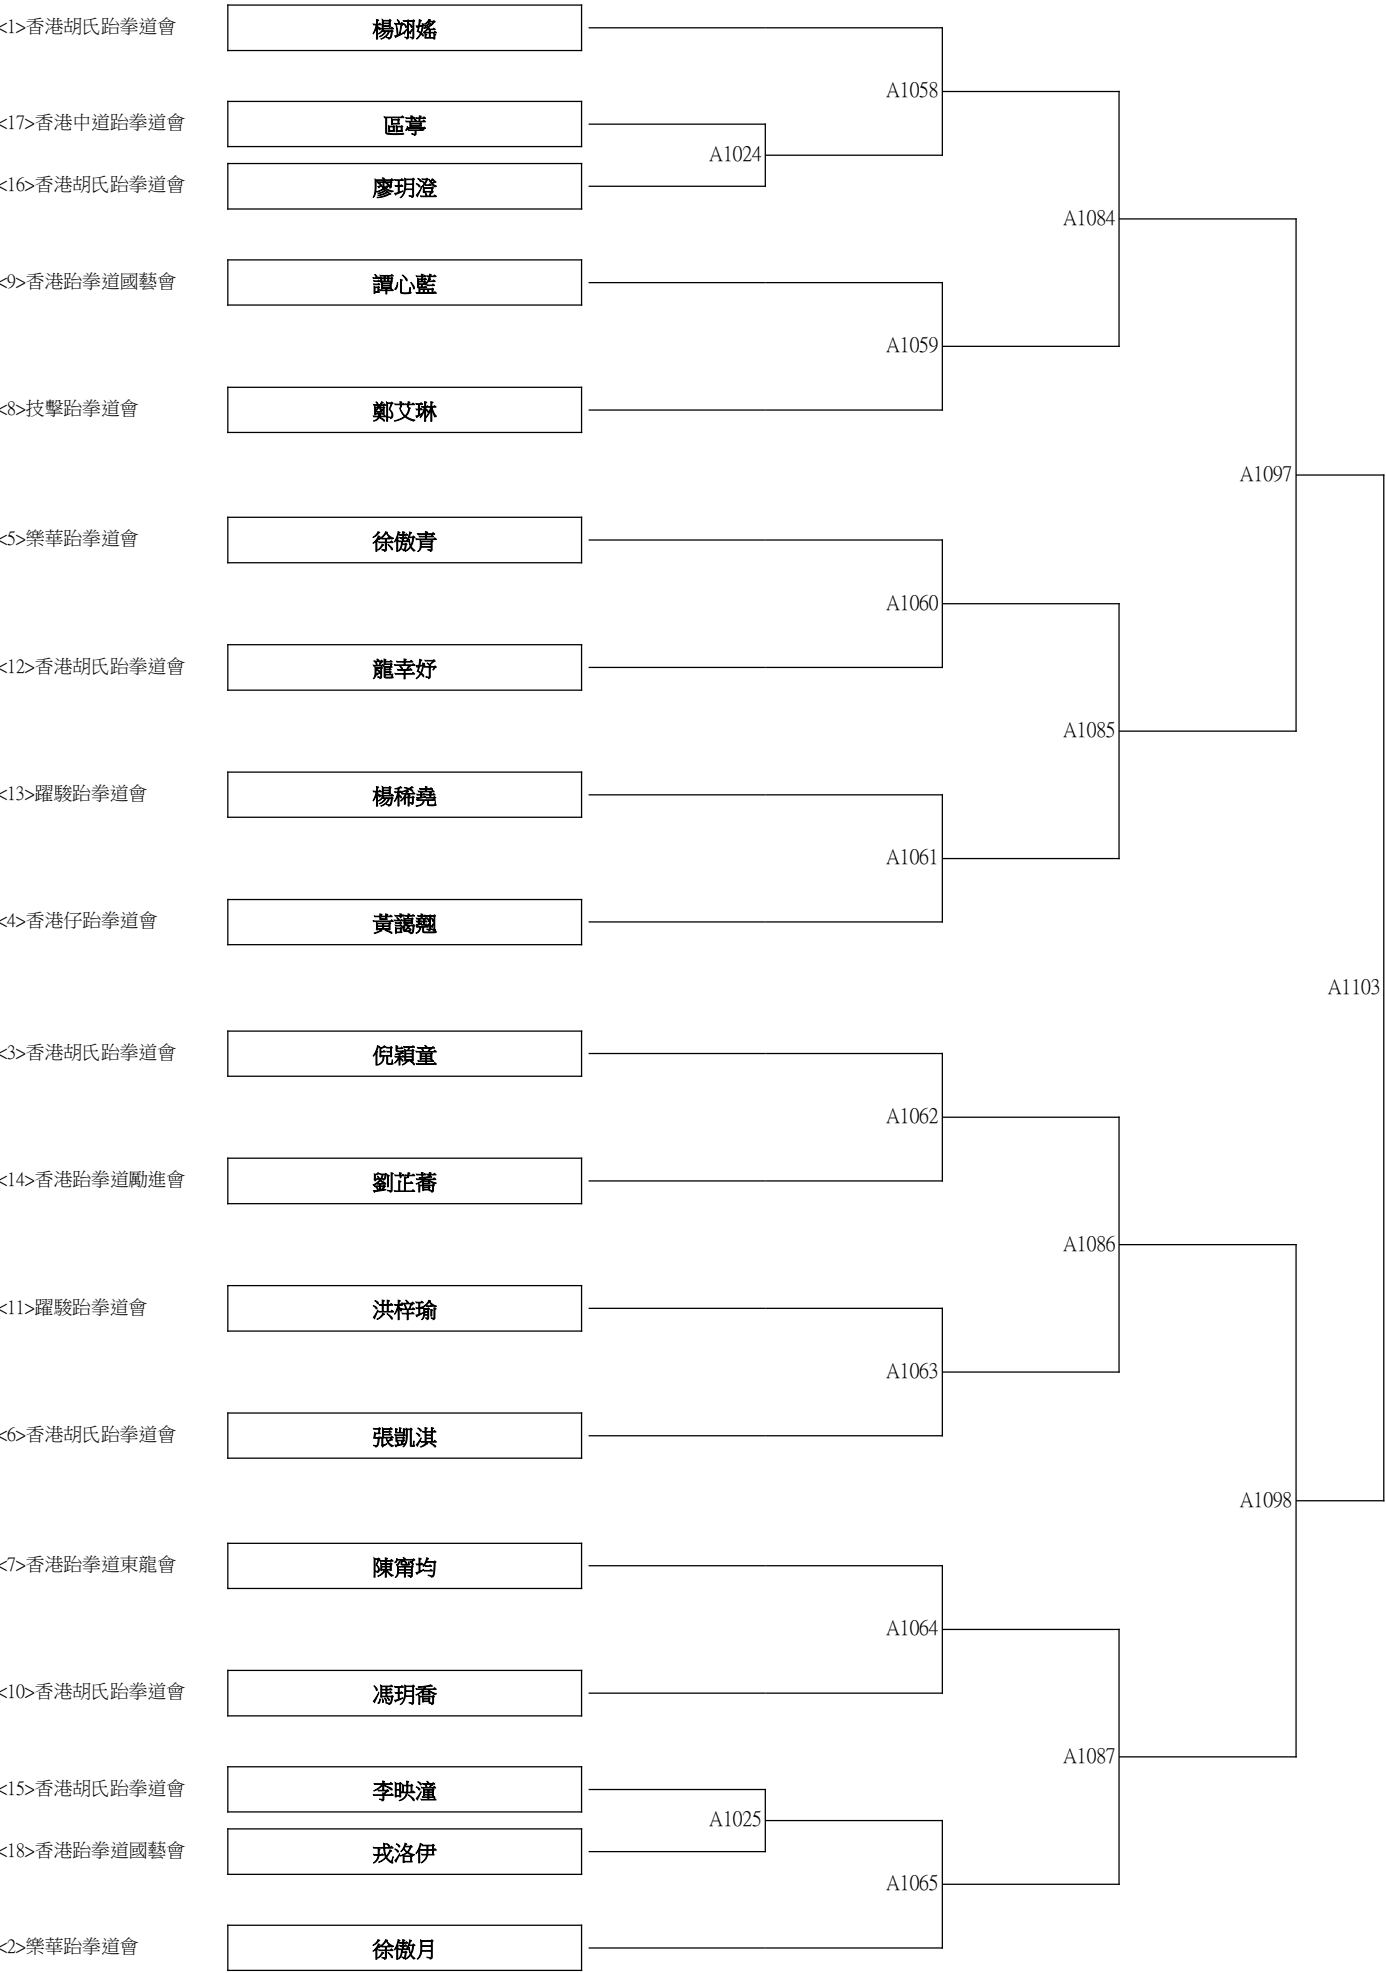 <1>香港胡氏跆拳道會 楊翊媱
A1058
<17>香港中道跆拳道會 區葶
A1024
<16>香港胡氏跆拳道會 廖玥澄
A1084
<9>香港跆拳道國藝會 譚心藍
A1059
<8>技擊跆拳道會 鄭艾琳
A1097
<5>樂華跆拳道會 徐傲青
A1060
<12>香港胡氏跆拳道會 龍幸妤
A1085
<13>躍駿跆拳道會 楊稀堯
A1061
<4>香港仔跆拳道會 黃藹翹
A1103
<3>香港胡氏跆拳道會 倪穎童
A1062
<14>香港跆拳道勵進會 劉芷蕎
A1086
<11>躍駿跆拳道會 洪梓瑜
A1063
<6>香港胡氏跆拳道會 張凱淇
A1098
<7>香港跆拳道東龍會 陳甯均
A1064
<10>香港胡氏跆拳道會 馮玥喬
A1087
<15>香港胡氏跆拳道會 李映潼
A1025
<18>香港跆拳道國藝會 戎洛伊
A1065
<2>樂華跆拳道會 徐傲月